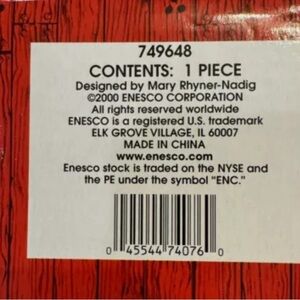 749648
CONTENTS: 1 PIECE
Designed by Mary Rhyner-Nadig
©2000 ENESCO CORPORATION
All rights reserved worldwide
ENESCO is a registered U.S. trademark
ELK GROVE VILLAGE, IL 60007
MADE IN CHINA
www.enesco.com
Enesco stock is traded on the NYSE and
the PE under the symbol "ENC."
0 45544 74076 0